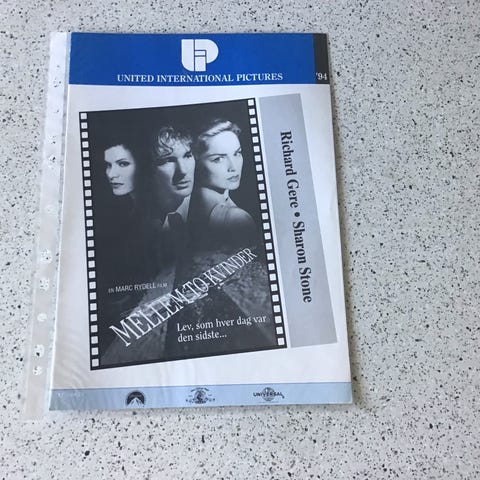 UIP
UNITED INTERNATIONAL PICTURES
'94
Richard Gere • Sharon Stone
EN MARC RYDELL FILM
MELLEM TO KVINDER
Lev, som hver dag var
den sidste...
UNIVERSAL